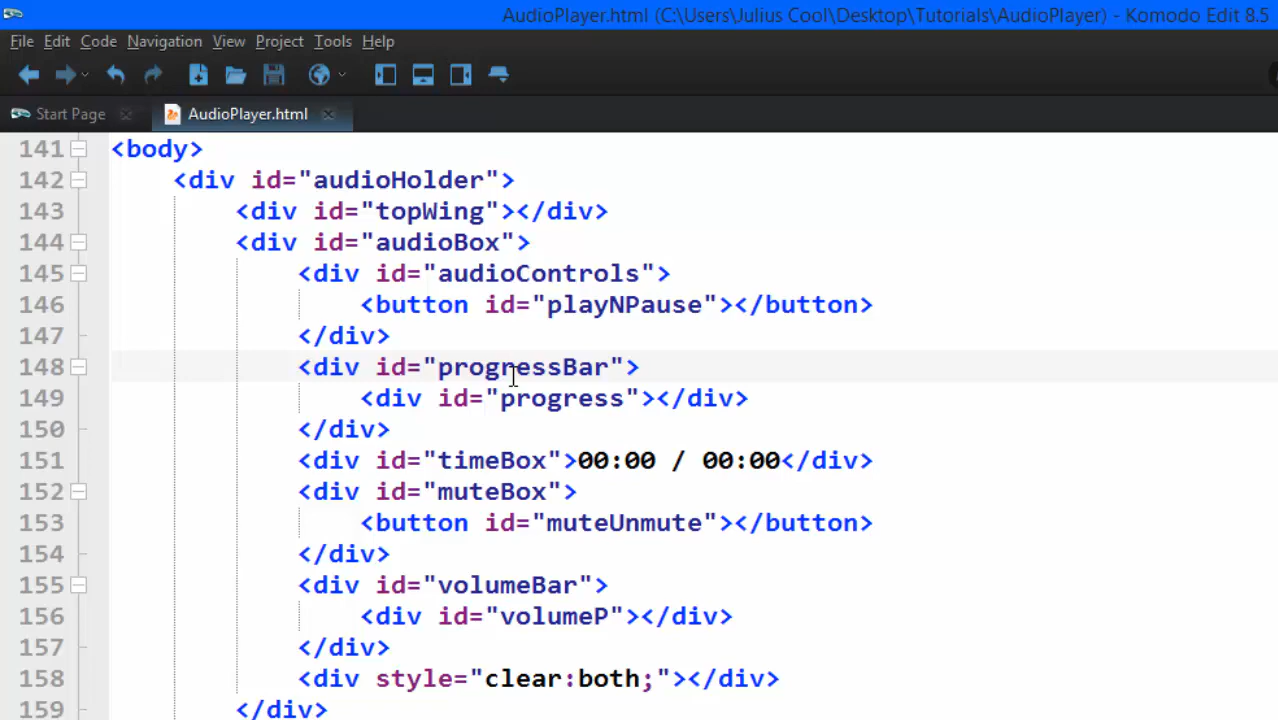 AudioPlayer.html (C:\Users\Julius Cool\Desktop\Tutorials\AudioPlayer) - Komodo Edit 8.5
File Edit Code Navigation View Project Tools Help
Start Page AudioPlayer.html
141 <body>
142 <div id="audioHolder">
143 <div id="topWing"></div>
144 <div id="audioBox">
145 <div id="audioControls">
146 <button id="playNPause"></button>
147 </div>
148 <div id="progressBar">
149 <div id="progress"></div>
150 </div>
151 <div id="timeBox">00:00 / 00:00</div>
152 <div id="muteBox">
153 <button id="muteUnmute"></button>
154 </div>
155 <div id="volumeBar">
156 <div id="volumeP"></div>
157 </div>
158 <div style="clear:both;"></div>
159 </div>